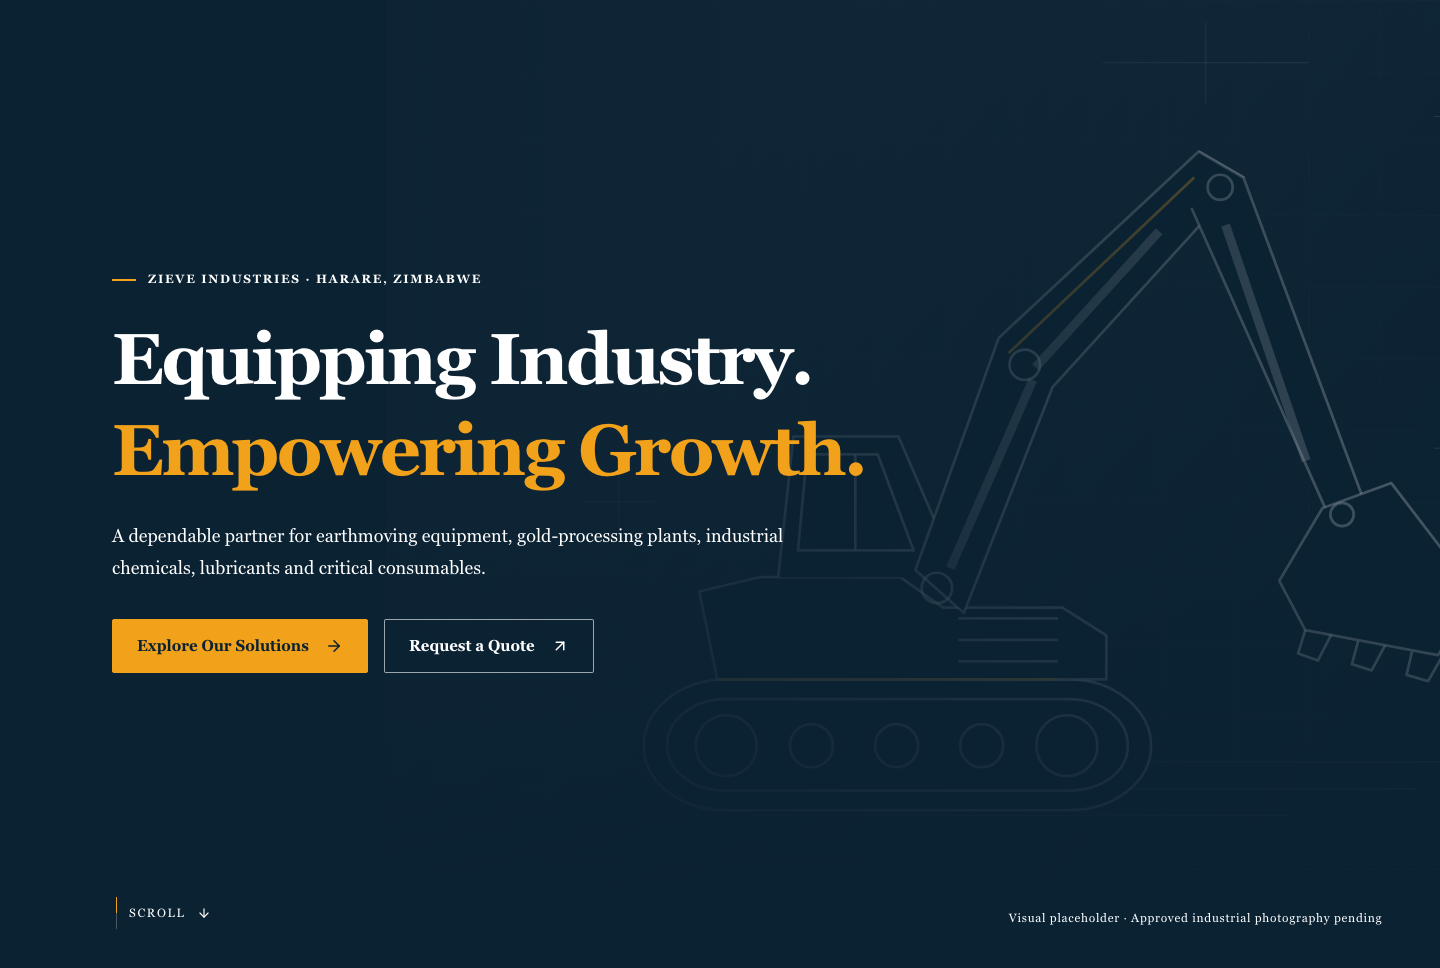 ZIEVE INDUSTRIES · HARARE, ZIMBABWE
Equipping Industry.
Empowering Growth.
A dependable partner for earthmoving equipment, gold-processing plants, industrial
chemicals, lubricants and critical consumables.
Explore Our Solutions →
Request a Quote ↗
SCROLL ↓
Visual placeholder · Approved industrial photography pending